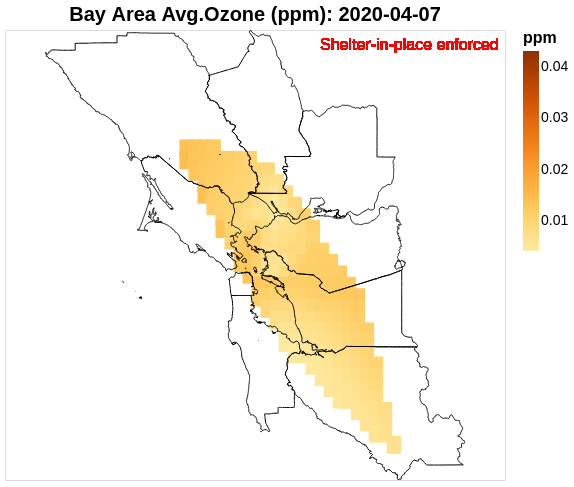 Bay Area Avg.Ozone (ppm): 2020-04-07
Shelter-in-place enforced
ppm
0.04
0.03
0.02
0.01